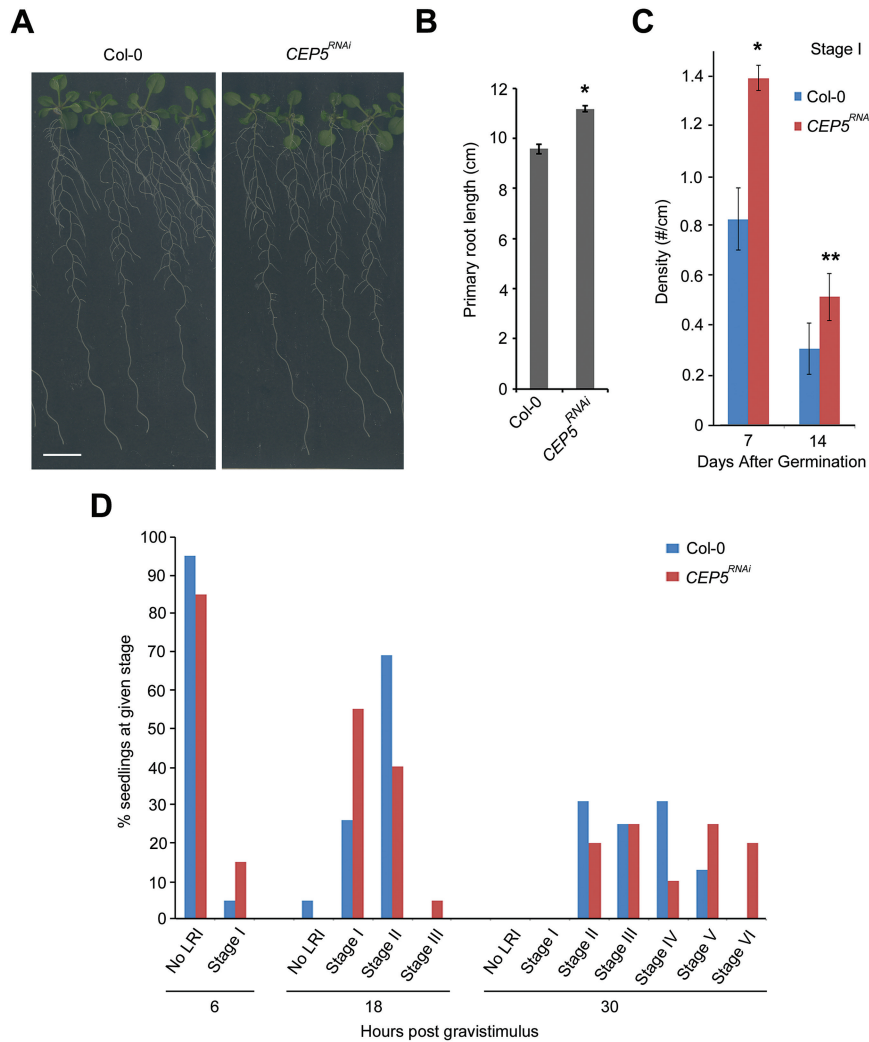 A
Col-0
CEP5RNAi
B
Primary root length (cm)
12
10
8
6
4
2
0
Col-0
CEP5RNAi
*
C
Stage I
Col-0
CEP5RNA
Density (#/cm)
1.4
1.2
1.0
0.8
0.6
0.4
0.2
0
*
**
7
14
Days After Germination
D
% seedlings at given stage
100
90
80
70
60
50
40
30
20
10
0
Col-0
CEP5RNAi
No LRI
Stage I
No LRI
Stage I
Stage II
Stage III
No LRI
Stage I
Stage II
Stage III
Stage IV
Stage V
Stage VI
6
18
30
Hours post gravistimulus